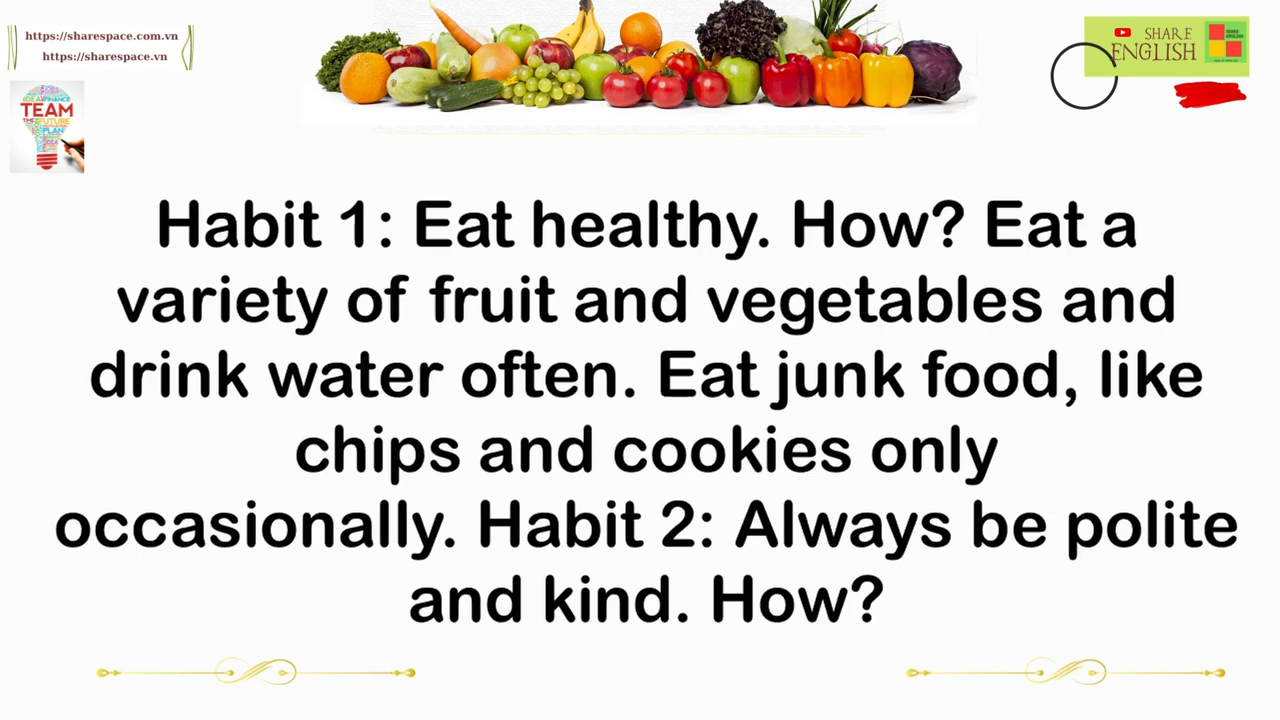 https://sharespace.com.vn
https://sharespace.vn
SHARE
ENGLISH
TEAM
FUTURE
PLAN
Habit 1: Eat healthy. How? Eat a
variety of fruit and vegetables and
drink water often. Eat junk food, like
chips and cookies only
occasionally. Habit 2: Always be polite
and kind. How?